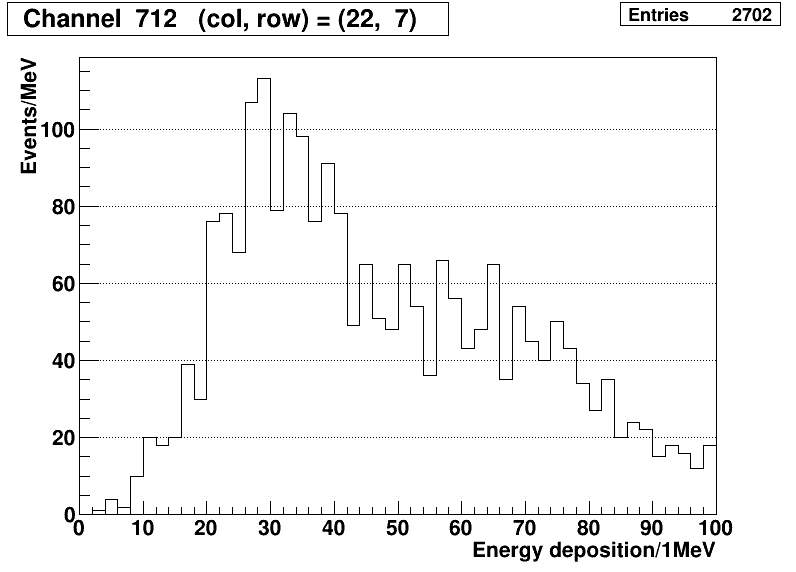 Channel 712 (col, row) = (22, 7)
Entries 2702
Events/MeV
100
80
60
40
20
0
0 10 20 30 40 50 60 70 80 90 100
Energy deposition/1MeV